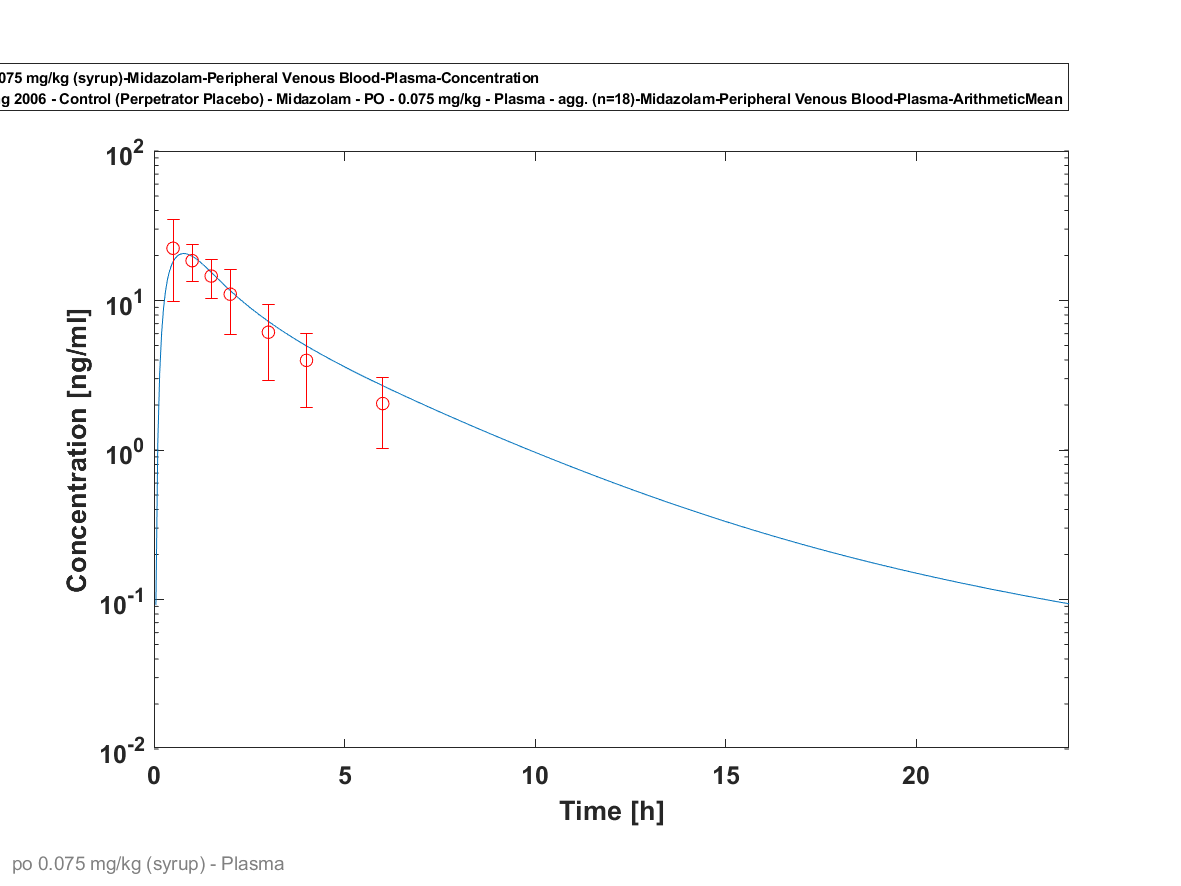 075 mg/kg (syrup)-Midazolam-Peripheral Venous Blood-Plasma-Concentration
g 2006 - Control (Perpetrator Placebo) - Midazolam - PO - 0.075 mg/kg - Plasma - agg. (n=18)-Midazolam-Peripheral Venous Blood-Plasma-ArithmeticMean
10^2
10^1
10^0
10^-1
10^-2
Concentration [ng/ml]
0 5 10 15 20
Time [h]
po 0.075 mg/kg (syrup) - Plasma